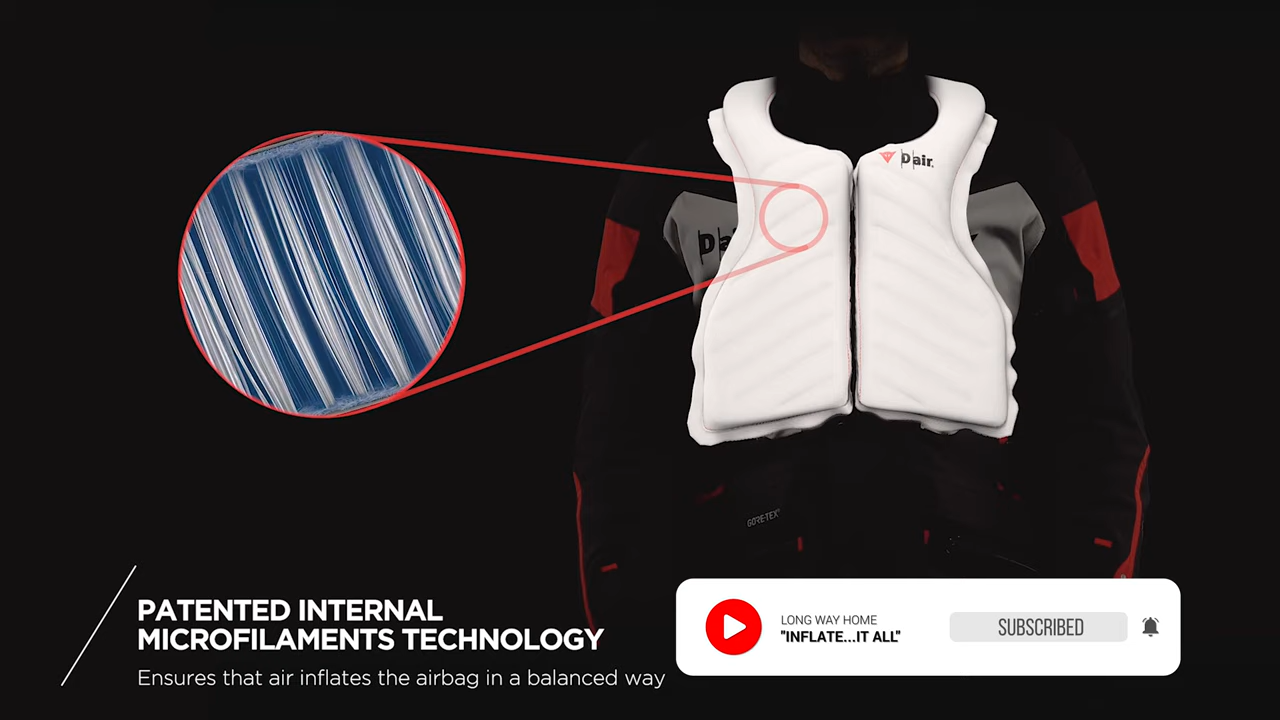 D air.
Da
GORE-TEX
PATENTED INTERNAL
MICROFILAMENTS TECHNOLOGY
Ensures that air inflates the airbag in a balanced way
LONG WAY HOME
"INFLATE...IT ALL"
SUBSCRIBED